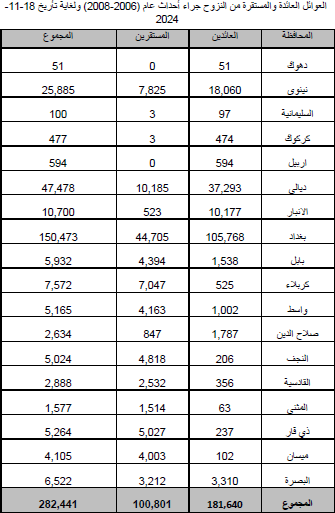 العوائل العائدة والمستقرة من النزوح جراء أحداث عام (2006-2008) ولغاية تأريخ 18-11-
2024
المحافظة العائدين المستقرين المجموع
دهوك 51 0 51
نينوى 18,060 7,825 25,885
السليمانية 97 3 100
كركوك 474 3 477
اربيل 594 0 594
ديالى 37,293 10,185 47,478
الانبار 10,177 523 10,700
بغداد 105,768 44,705 150,473
بابل 1,538 4,394 5,932
كربلاء 525 7,047 7,572
واسط 1,002 4,163 5,165
صلاح الدين 1,787 847 2,634
النجف 206 4,818 5,024
القادسية 356 2,532 2,888
المثنى 63 1,514 1,577
ذي قار 237 5,027 5,264
ميسان 102 4,003 4,105
البصرة 3,310 3,212 6,522
المجموع 181,640 100,801 282,441